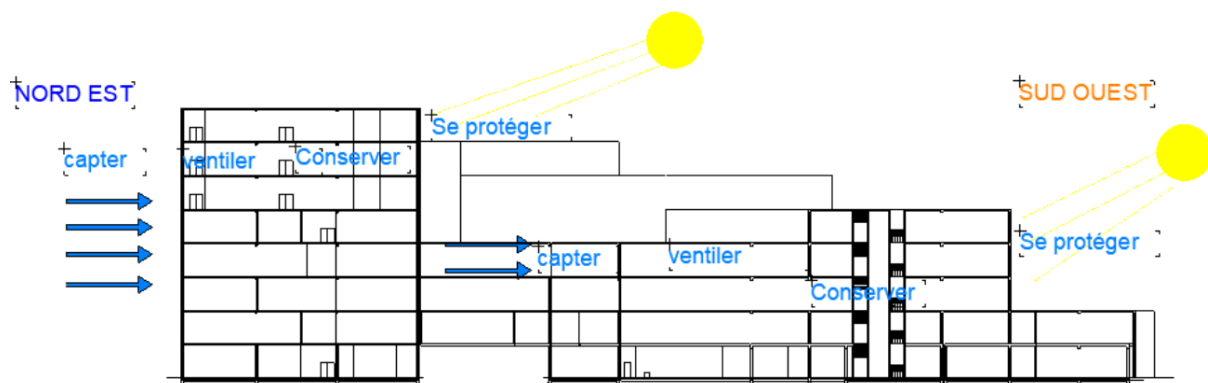 NORD EST
SUD OUEST
Se protéger
capter
ventiler
Conserver
Se protéger
capter
ventiler
Conserver